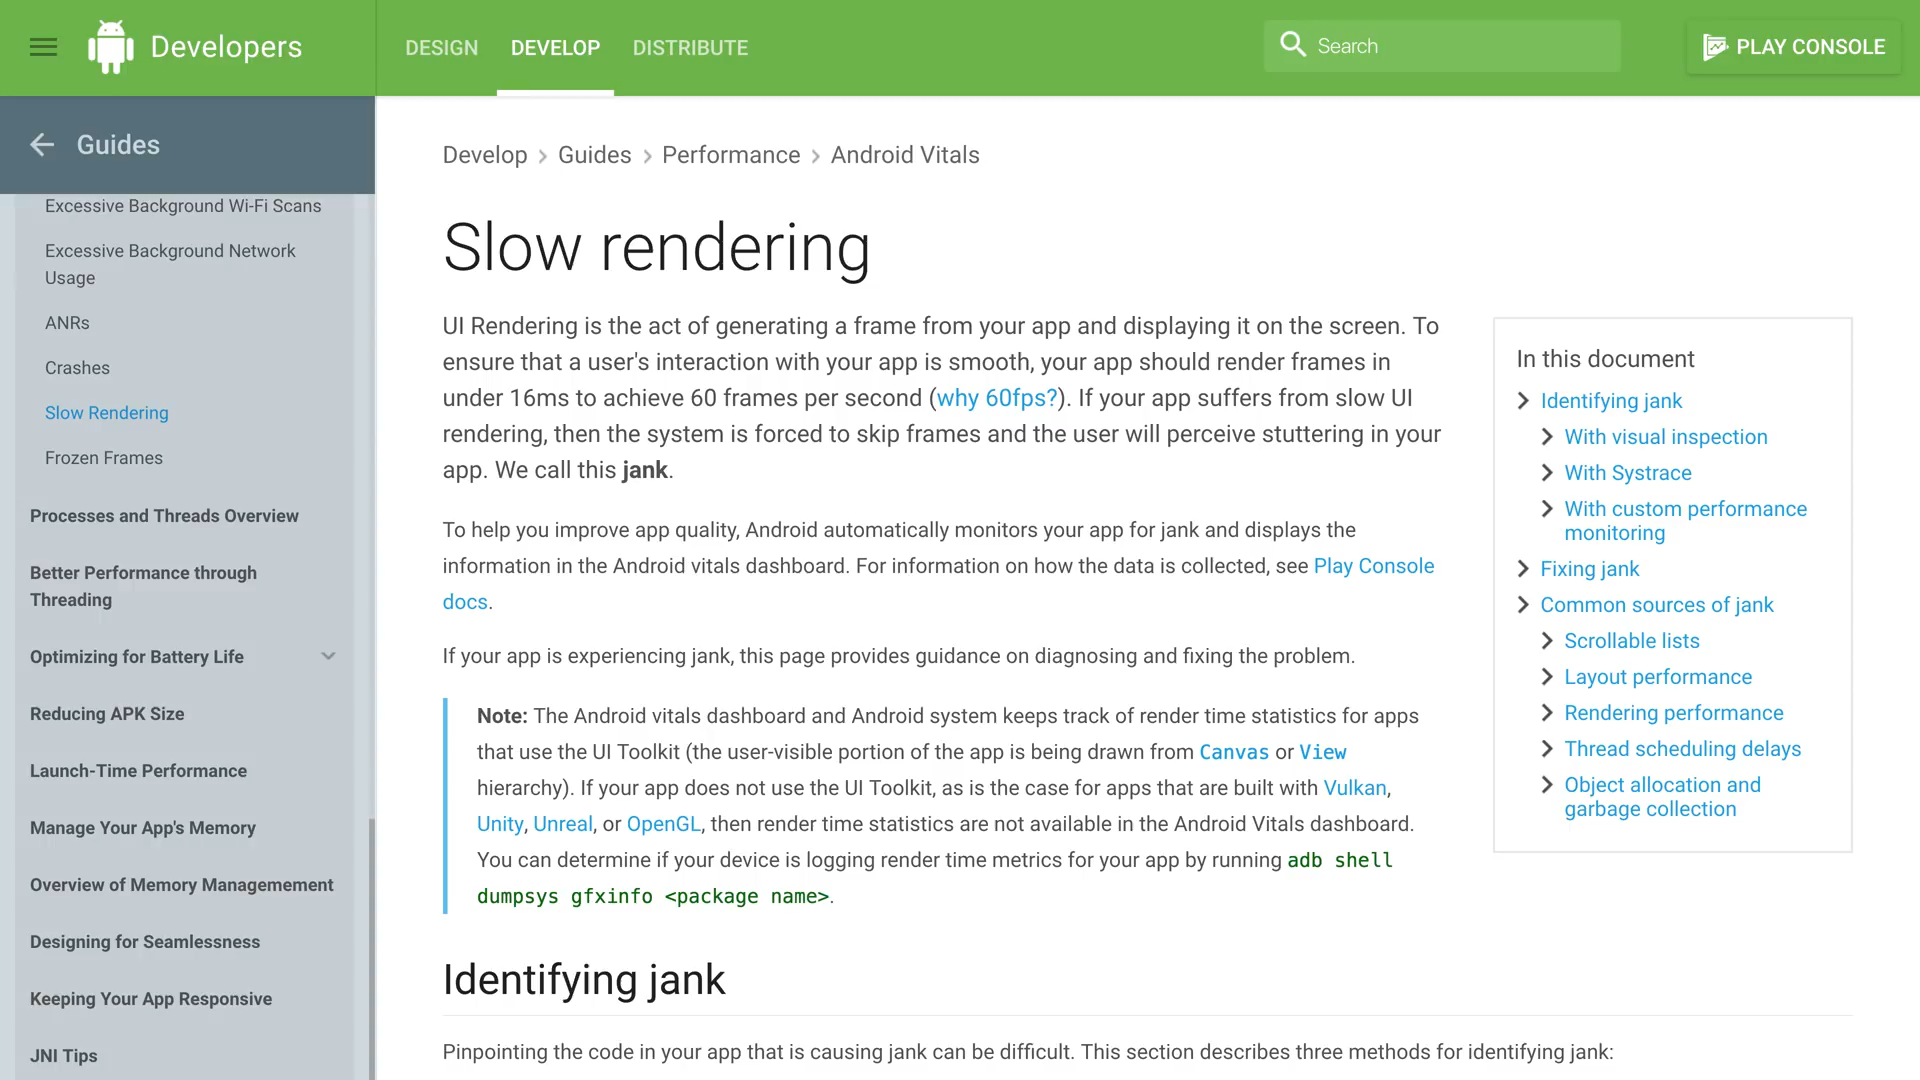 Developers
DESIGN
DEVELOP
DISTRIBUTE
Search
PLAY CONSOLE
Guides
Excessive Background Wi-Fi Scans
Excessive Background Network
Usage
ANRs
Crashes
Slow Rendering
Frozen Frames
Processes and Threads Overview
Better Performance through
Threading
Optimizing for Battery Life
Reducing APK Size
Launch-Time Performance
Manage Your App's Memory
Overview of Memory Managemement
Designing for Seamlessness
Keeping Your App Responsive
JNI Tips
Develop > Guides > Performance > Android Vitals
Slow rendering
UI Rendering is the act of generating a frame from your app and displaying it on the screen. To
ensure that a user's interaction with your app is smooth, your app should render frames in
under 16ms to achieve 60 frames per second (why 60fps?). If your app suffers from slow UI
rendering, then the system is forced to skip frames and the user will perceive stuttering in your
app. We call this jank.
To help you improve app quality, Android automatically monitors your app for jank and displays the
information in the Android vitals dashboard. For information on how the data is collected, see Play Console
docs.
If your app is experiencing jank, this page provides guidance on diagnosing and fixing the problem.
Note: The Android vitals dashboard and Android system keeps track of render time statistics for apps
that use the UI Toolkit (the user-visible portion of the app is being drawn from Canvas or View
hierarchy). If your app does not use the UI Toolkit, as is the case for apps that are built with Vulkan,
Unity, Unreal, or OpenGL, then render time statistics are not available in the Android Vitals dashboard.
You can determine if your device is logging render time metrics for your app by running adb shell
dumpsys gfxinfo <package name>.
Identifying jank
Pinpointing the code in your app that is causing jank can be difficult. This section describes three methods for identifying jank:
In this document
Identifying jank
With visual inspection
With Systrace
With custom performance
monitoring
Fixing jank
Common sources of jank
Scrollable lists
Layout performance
Rendering performance
Thread scheduling delays
Object allocation and
garbage collection